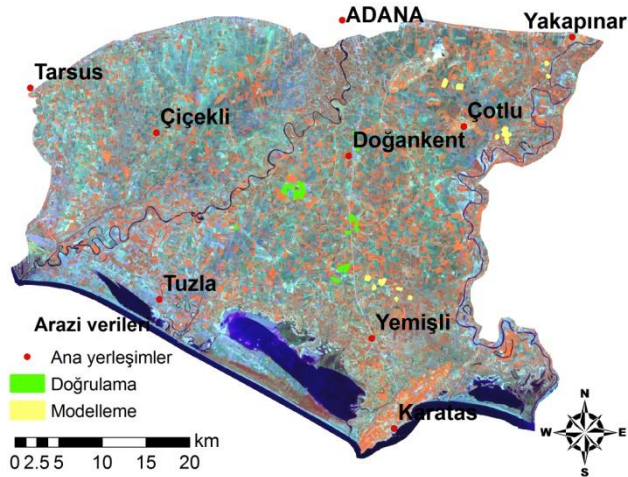 ADANA
Yakapınar
Tarsus
Çiçekli
Çotlu
Doğankent
Tuzla
Yemişli
Karatas
Arazi verileri
Ana yerleşimler
Doğrulama
Modelleme
km
0 2.5 5 10 15 20
N
W E
S